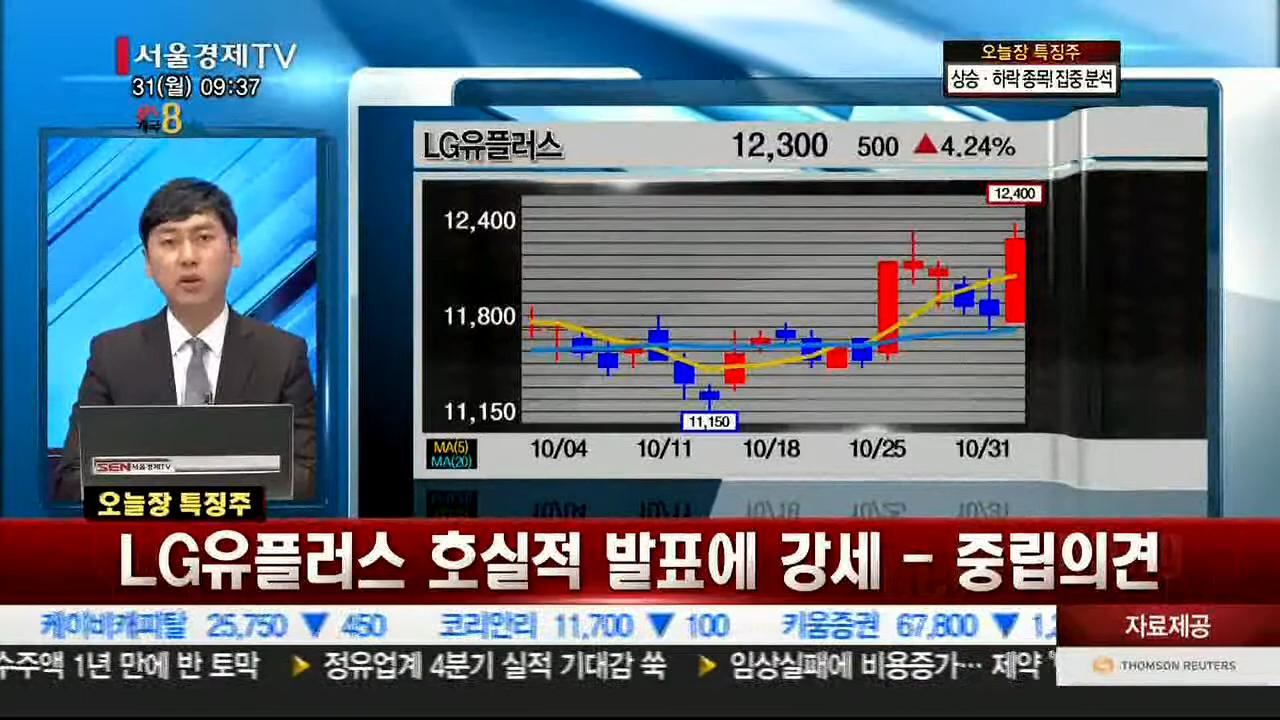 서울경제TV
31(월) 09:37
개국 8
오늘장 특징주
상승 · 하락 종목! 집중 분석
LG유플러스 12,300 500 ▲4.24%
12,400
12,400
11,800
11,150
11,150
MA(5)
MA(20)
10/04 10/11 10/18 10/25 10/31
SEN 서울경제TV
오늘장 특징주
LG유플러스 호실적 발표에 강세 - 중립의견
케이비캐피탈 25,750 ▼ 450 코리안리 11,700 ▼ 100 키움증권 67,800 ▼
자료제공
수주액 1년 만에 반 토막 ▶ 정유업계 4분기 실적 기대감 쑥 ▶ 임상실패에 비용증가… 제약
THOMSON REUTERS